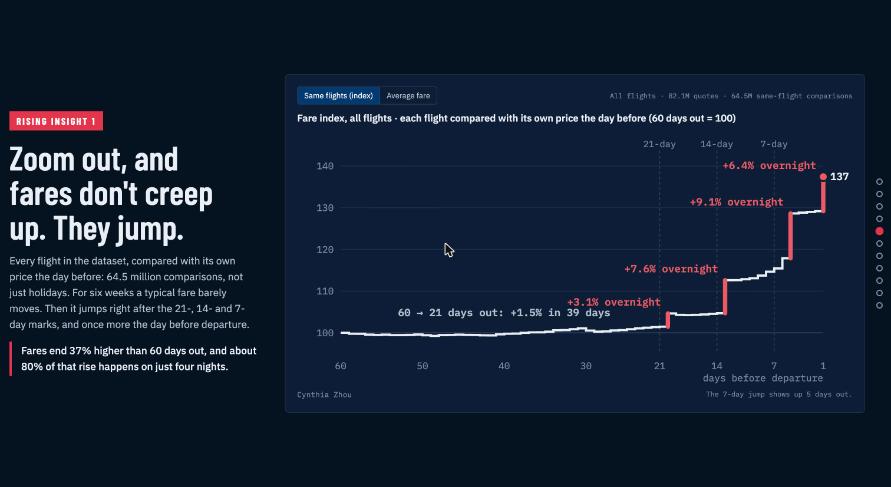 RISING INSIGHT 1
Zoom out, and
fares don't creep
up. They jump.
Every flight in the dataset, compared with its own
price the day before: 64.5 million comparisons, not
just holidays. For six weeks a typical fare barely
moves. Then it jumps right after the 21-, 14- and 7-
day marks, and once more the day before departure.
Fares end 37% higher than 60 days out, and about
80% of that rise happens on just four nights.
Same flights (index) Average fare
All flights · 82.1M quotes · 64.5M same-flight comparisons
Fare index, all flights · each flight compared with its own price the day before (60 days out = 100)
21-day 14-day 7-day
140
+6.4% overnight
137
130
+9.1% overnight
120
+7.6% overnight
110
+3.1% overnight
60 → 21 days out: +1.5% in 39 days
100
60 50 40 30 21 14 7 1
days before departure
Cynthia Zhou
The 7-day jump shows up 5 days out.